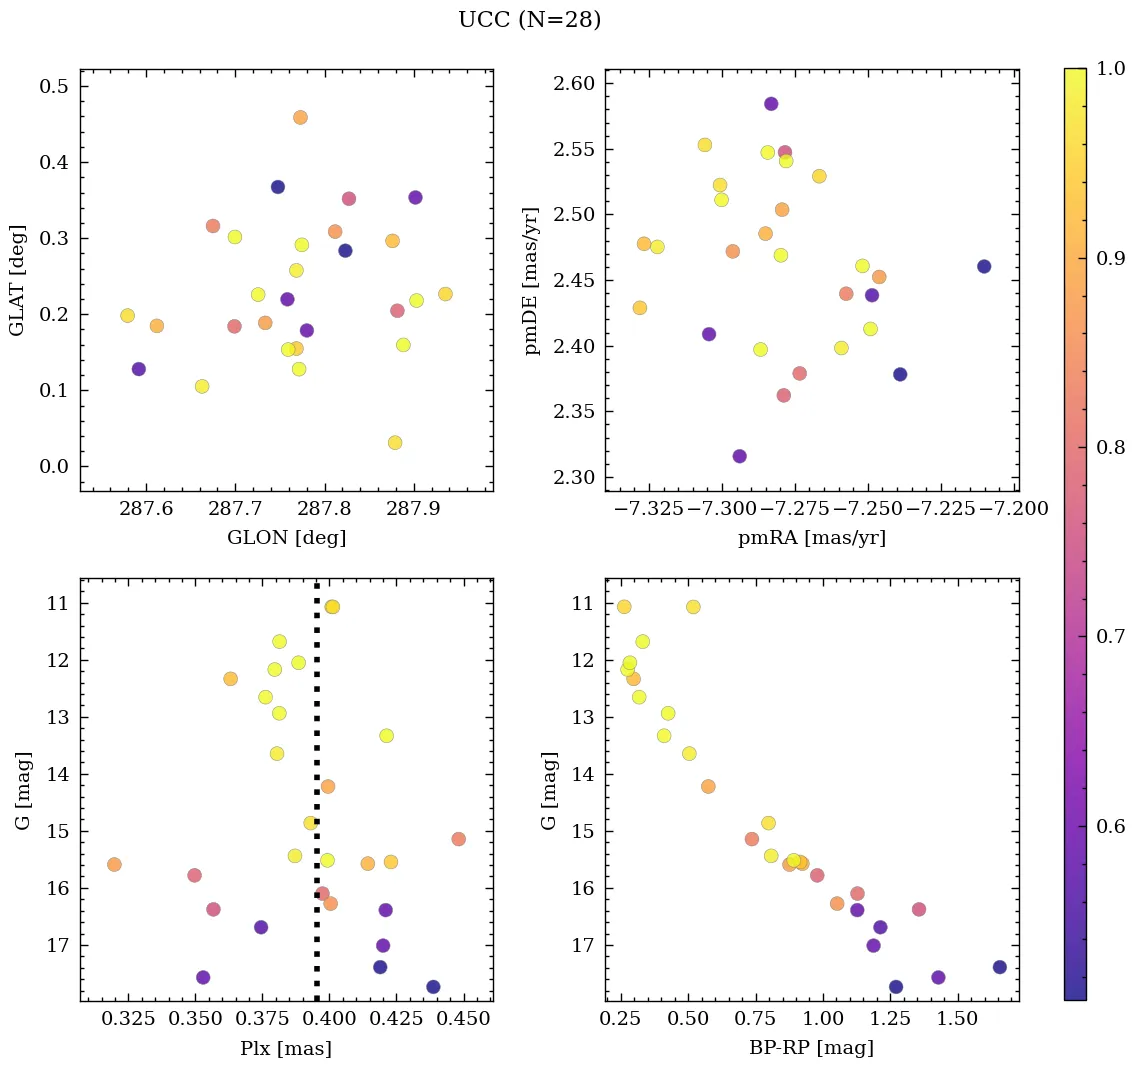 UCC (N=28)
0.5
0.4
0.3
0.2
0.1
0.0
GLAT [deg]
287.6 287.7 287.8 287.9
GLON [deg]
2.60
2.55
2.50
2.45
2.40
2.35
2.30
pmDE [mas/yr]
−7.325 −7.300 −7.275 −7.250 −7.225 −7.200
pmRA [mas/yr]
1.0
0.9
0.8
0.7
0.6
11
12
13
14
15
16
17
G [mag]
0.325 0.350 0.375 0.400 0.425 0.450
Plx [mas]
11
12
13
14
15
16
17
G [mag]
0.25 0.50 0.75 1.00 1.25 1.50
BP-RP [mag]